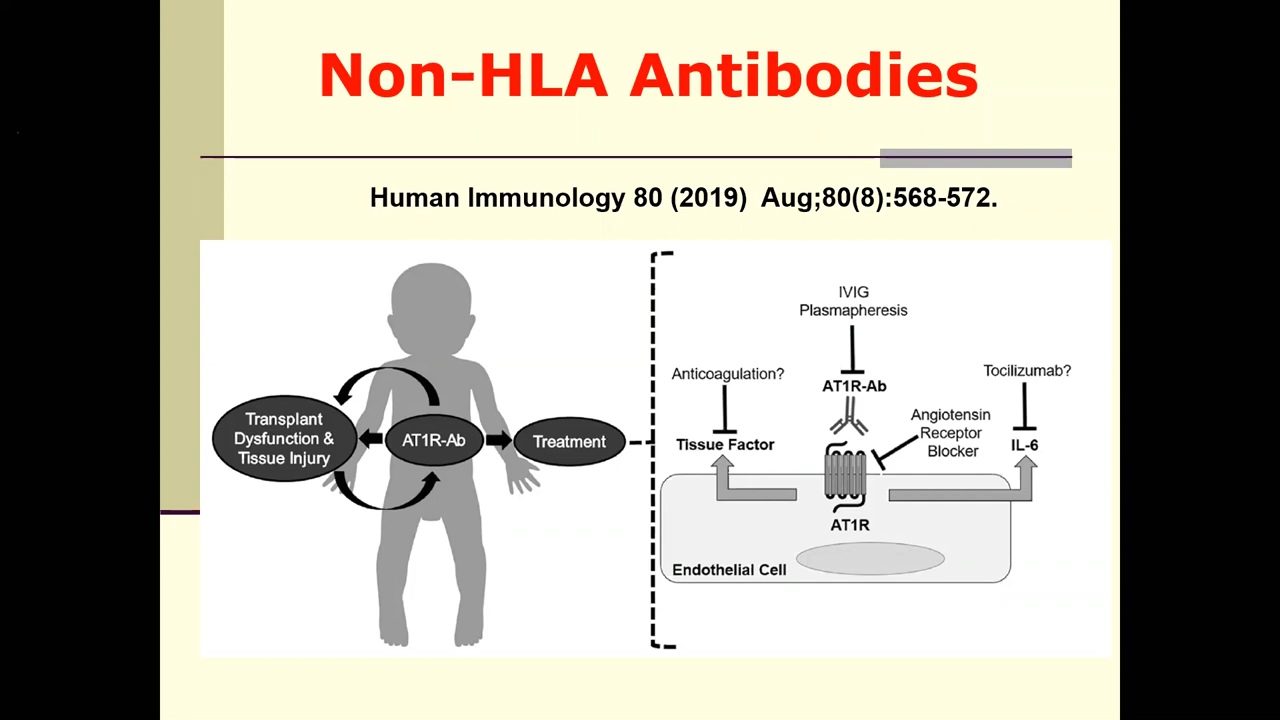 Non-HLA Antibodies
Human Immunology 80 (2019)  Aug;80(8):568-572.
Transplant
Dysfunction &
Tissue Injury
AT1R-Ab
Treatment
IVIG
Plasmapheresis
Anticoagulation?
AT1R-Ab
Tocilizumab?
Angiotensin
Receptor
Blocker
Tissue Factor
IL-6
AT1R
Endothelial Cell